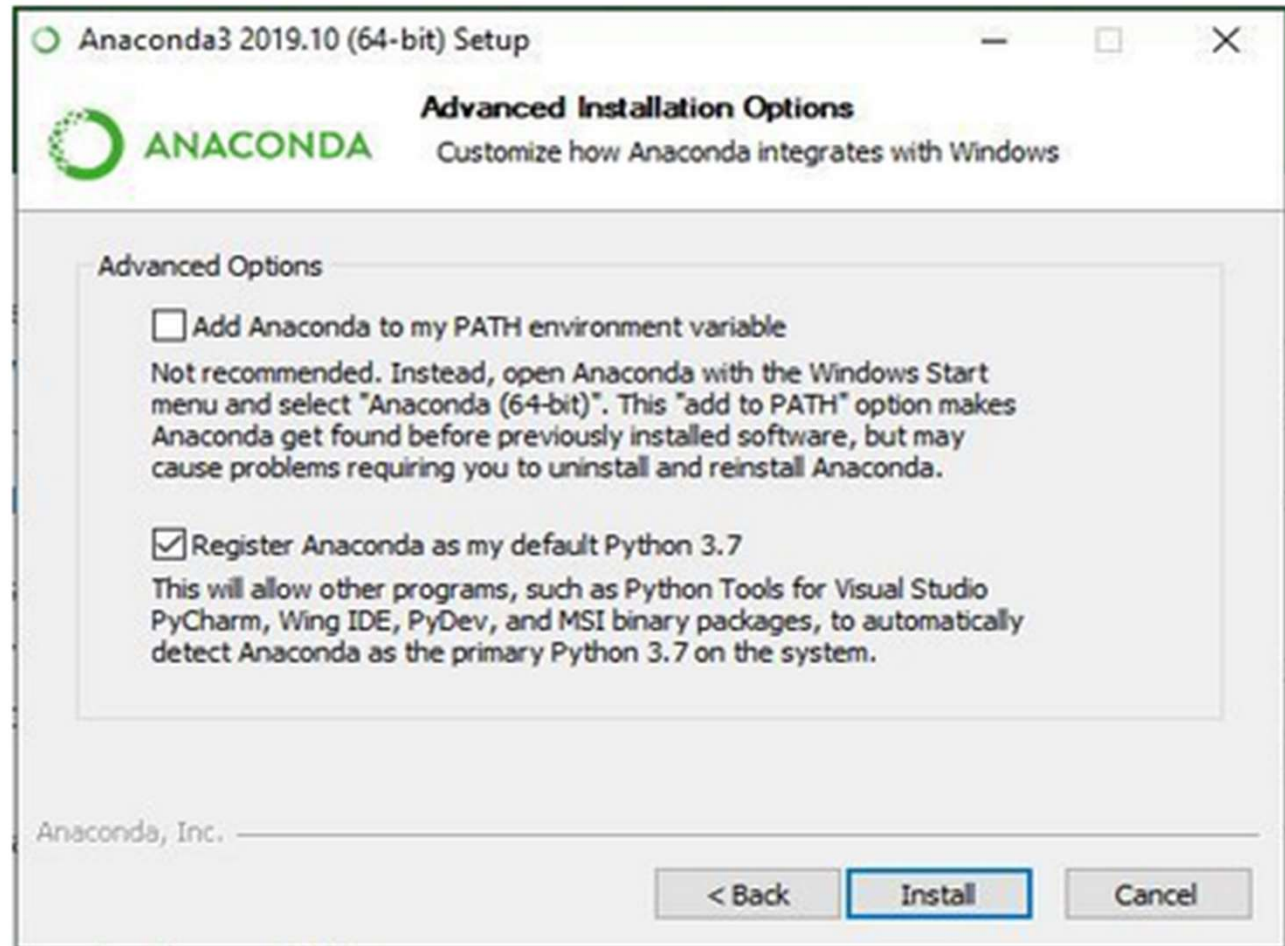 Anaconda3 2019.10 (64-bit) Setup
ANACONDA
Advanced Installation Options
Customize how Anaconda integrates with Windows
Advanced Options
Add Anaconda to my PATH environment variable
Not recommended. Instead, open Anaconda with the Windows Start
menu and select "Anaconda (64-bit)". This "add to PATH" option makes
Anaconda get found before previously installed software, but may
cause problems requiring you to uninstall and reinstall Anaconda.
Register Anaconda as my default Python 3.7
This will allow other programs, such as Python Tools for Visual Studio
PyCharm, Wing IDE, PyDev, and MSI binary packages, to automatically
detect Anaconda as the primary Python 3.7 on the system.
Anaconda, Inc.
< Back Install Cancel